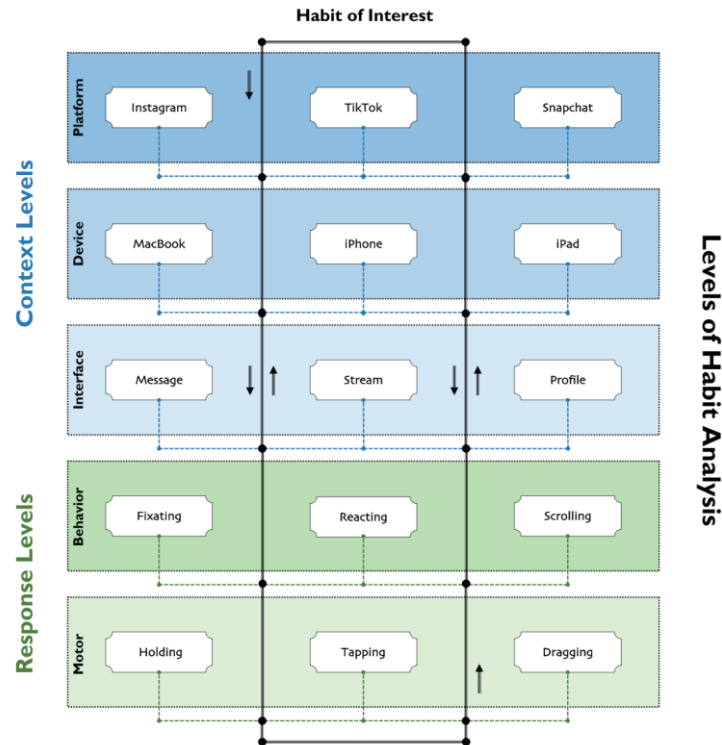 Habit of Interest
Context Levels
Platform
Instagram
TikTok
Snapchat
Device
MacBook
iPhone
iPad
Interface
Message
Stream
Profile
Response Levels
Behavior
Fixating
Reacting
Scrolling
Motor
Holding
Tapping
Dragging
Levels of Habit Analysis